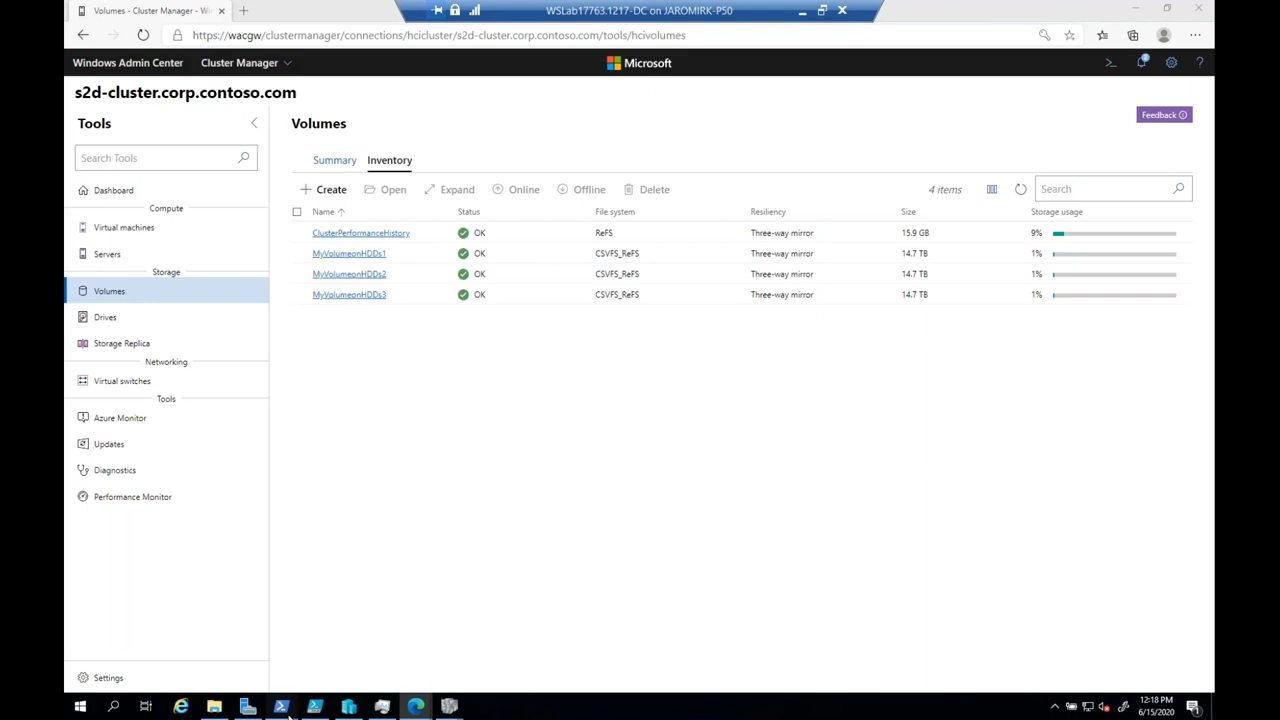 Volumes - Cluster Manager - Wi
WSLab17763.1217-DC on JAROMIRK-P50
https://wacgw/clustermanager/connections/hcicluster/s2d-cluster.corp.contoso.com/tools/hcivolumes
Windows Admin Center
Cluster Manager
Microsoft
s2d-cluster.corp.contoso.com
Tools
Search Tools
Dashboard
Compute
Virtual machines
Servers
Storage
Volumes
Drives
Storage Replica
Networking
Virtual switches
Tools
Azure Monitor
Updates
Diagnostics
Performance Monitor
Settings
Volumes
Feedback
Summary Inventory
Create Open Expand Online Offline Delete 4 items Search
Name Status File system Resiliency Size Storage usage
ClusterPerformanceHistory OK ReFS Three-way mirror 15.9 GB 9%
MyVolumeonHDDs1 OK CSVFS_ReFS Three-way mirror 14.7 TB 1%
MyVolumeonHDDs2 OK CSVFS_ReFS Three-way mirror 14.7 TB 1%
MyVolumeonHDDs3 OK CSVFS_ReFS Three-way mirror 14.7 TB 1%
12:18 PM
6/15/2020